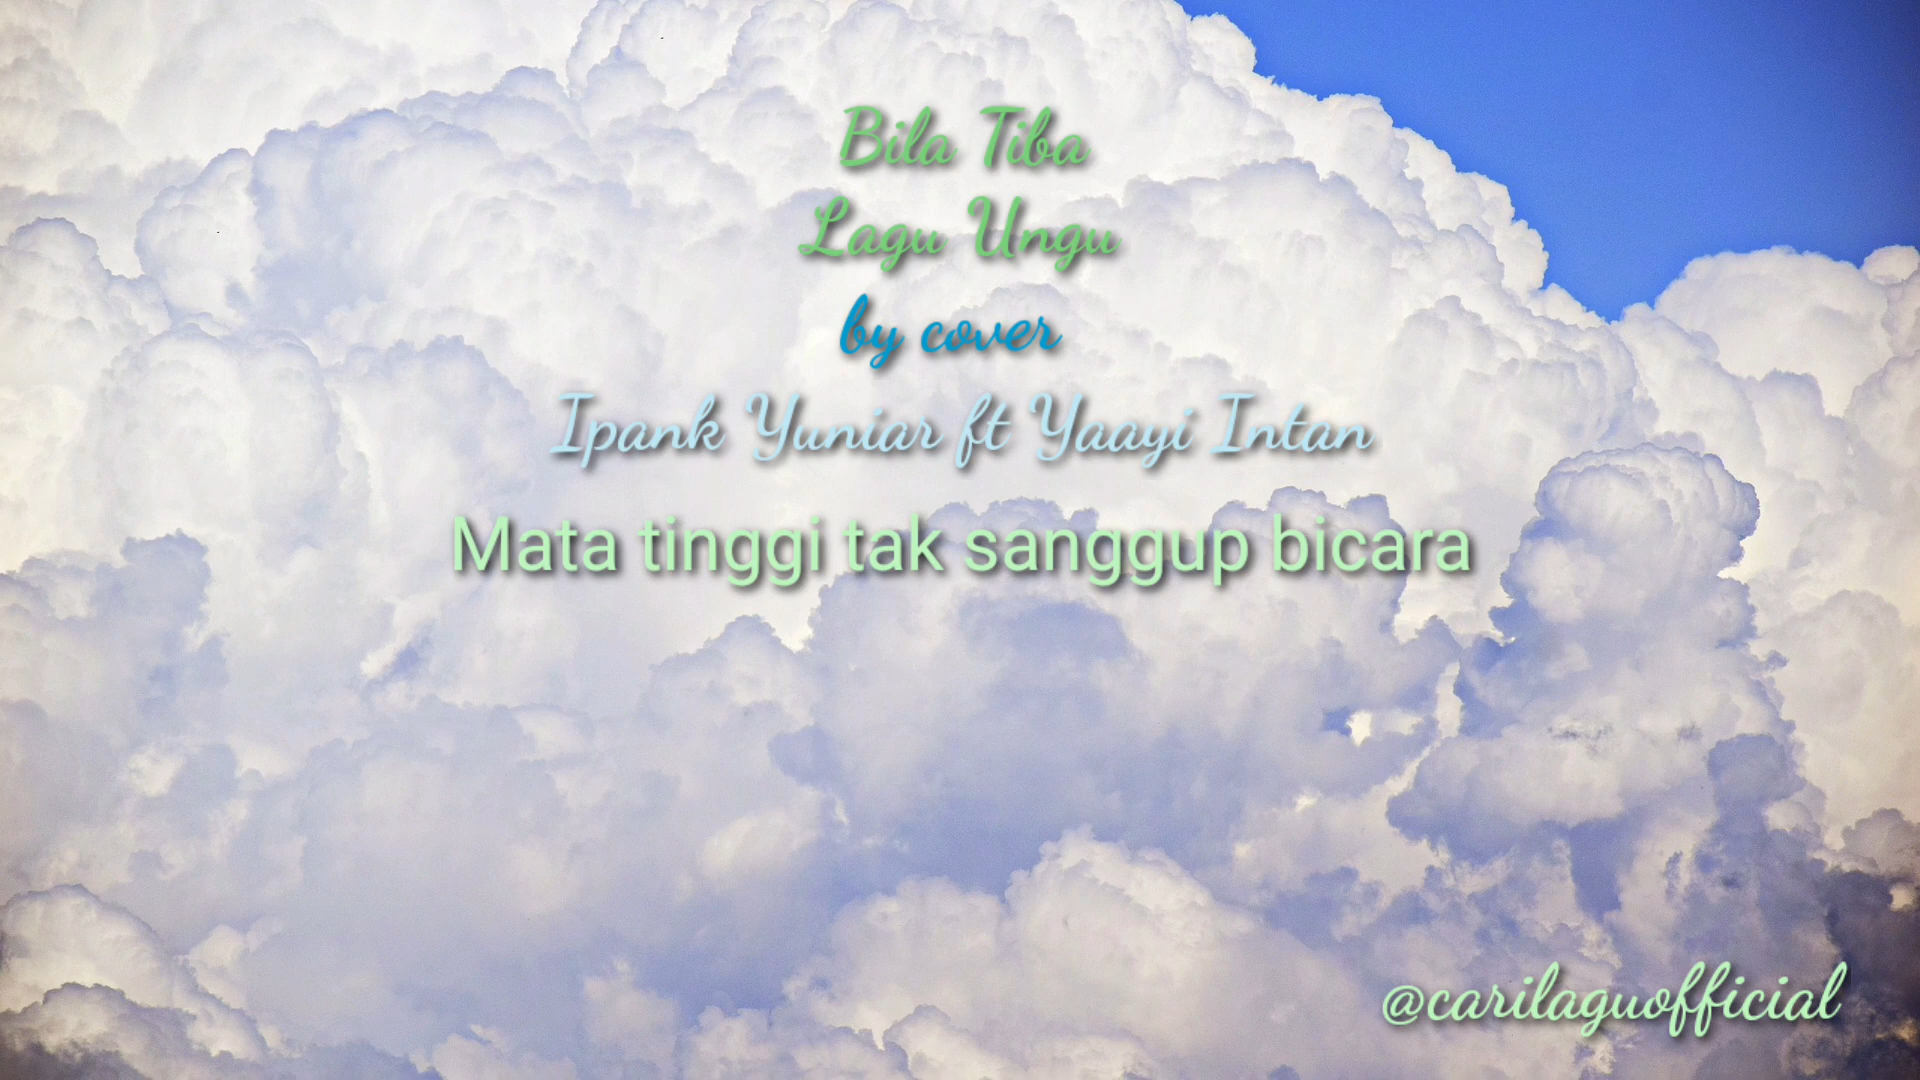 Bila Tiba
Lagu Ungu
by cover
Ipank Yuniar ft Yaayi Intan
Mata tinggi tak sanggup bicara
@carilaguofficial